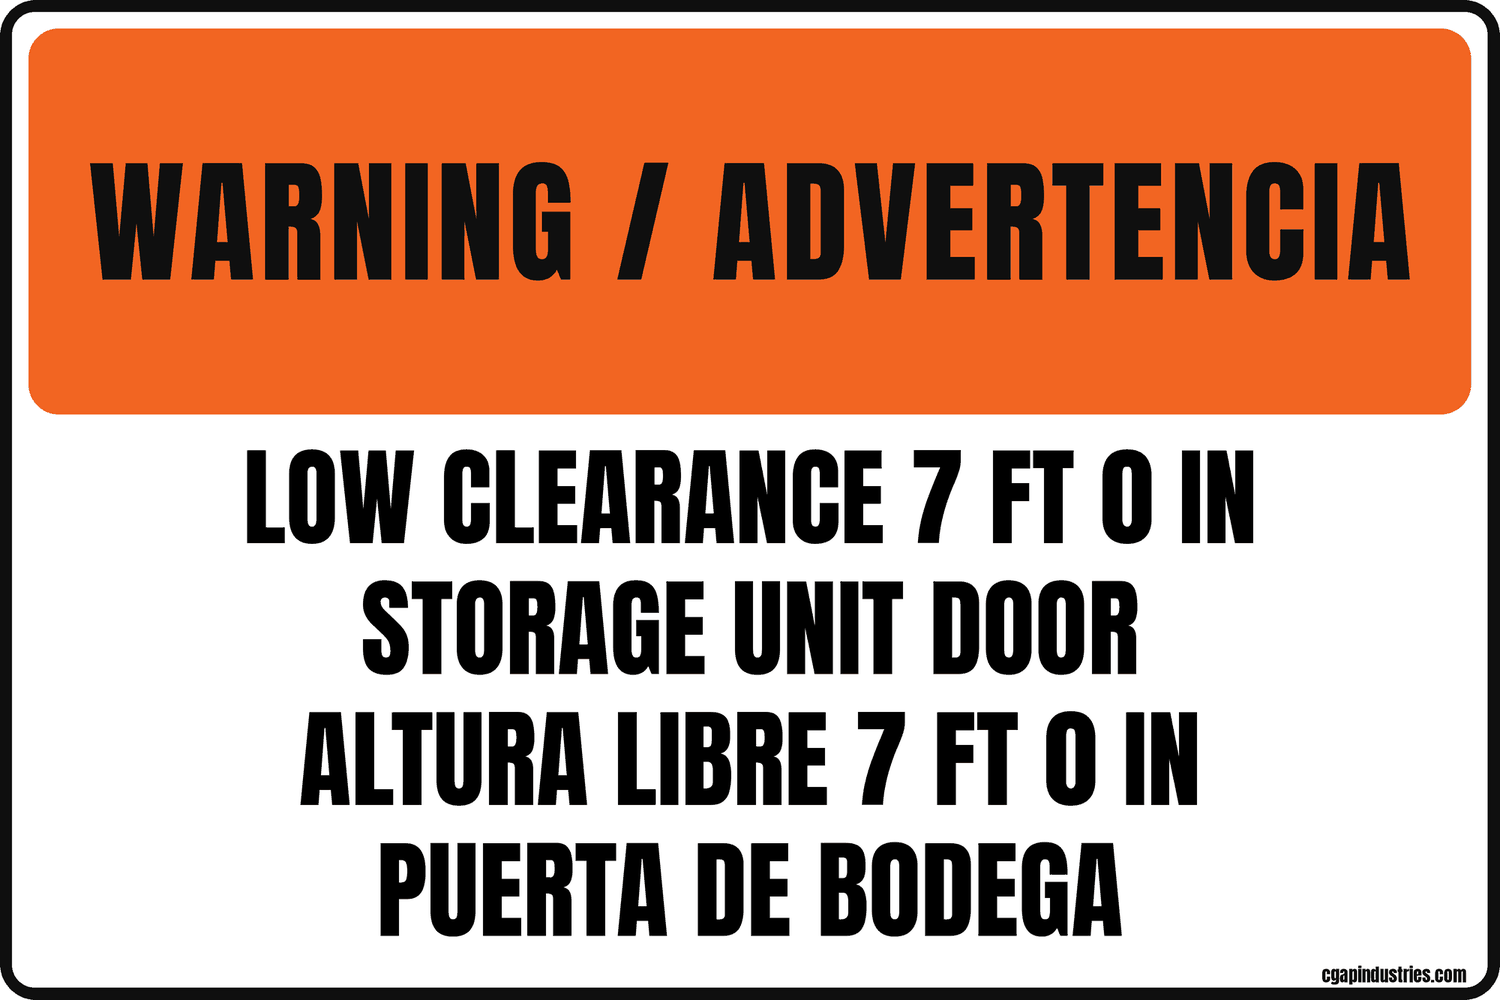 WARNING / ADVERTENCIA
LOW CLEARANCE 7 FT 0 IN
STORAGE UNIT DOOR
ALTURA LIBRE 7 FT 0 IN
PUERTA DE BODEGA
cgapindustries.com